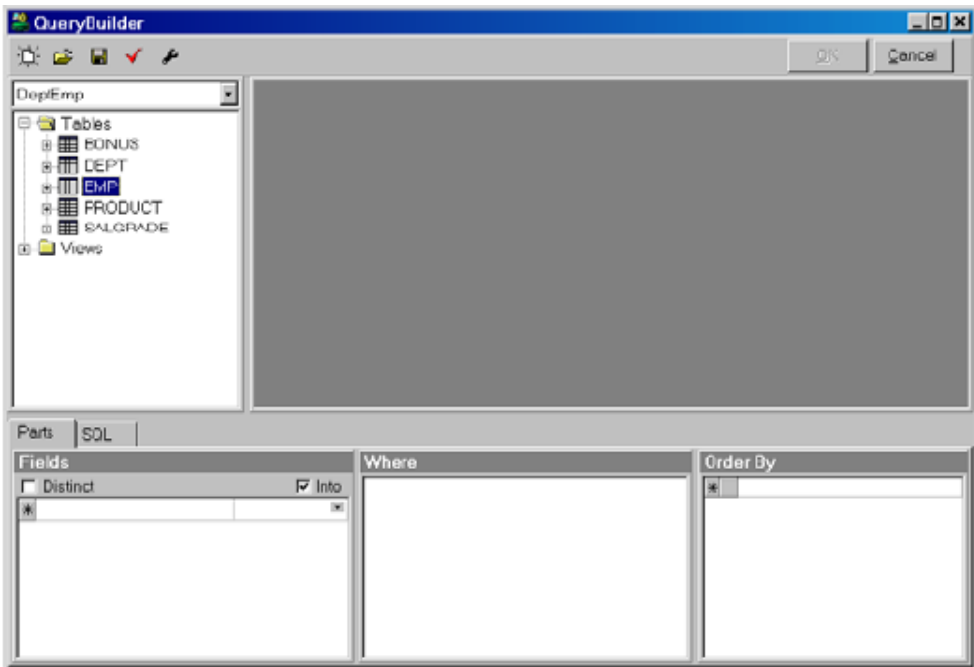 QueryBuilder
OK Cancel
DeptEmp
Tables
BONUS
DEPT
EMP
PRODUCT
SALGRADE
Views
Parts SQL
Fields Where Order By
Distinct Into